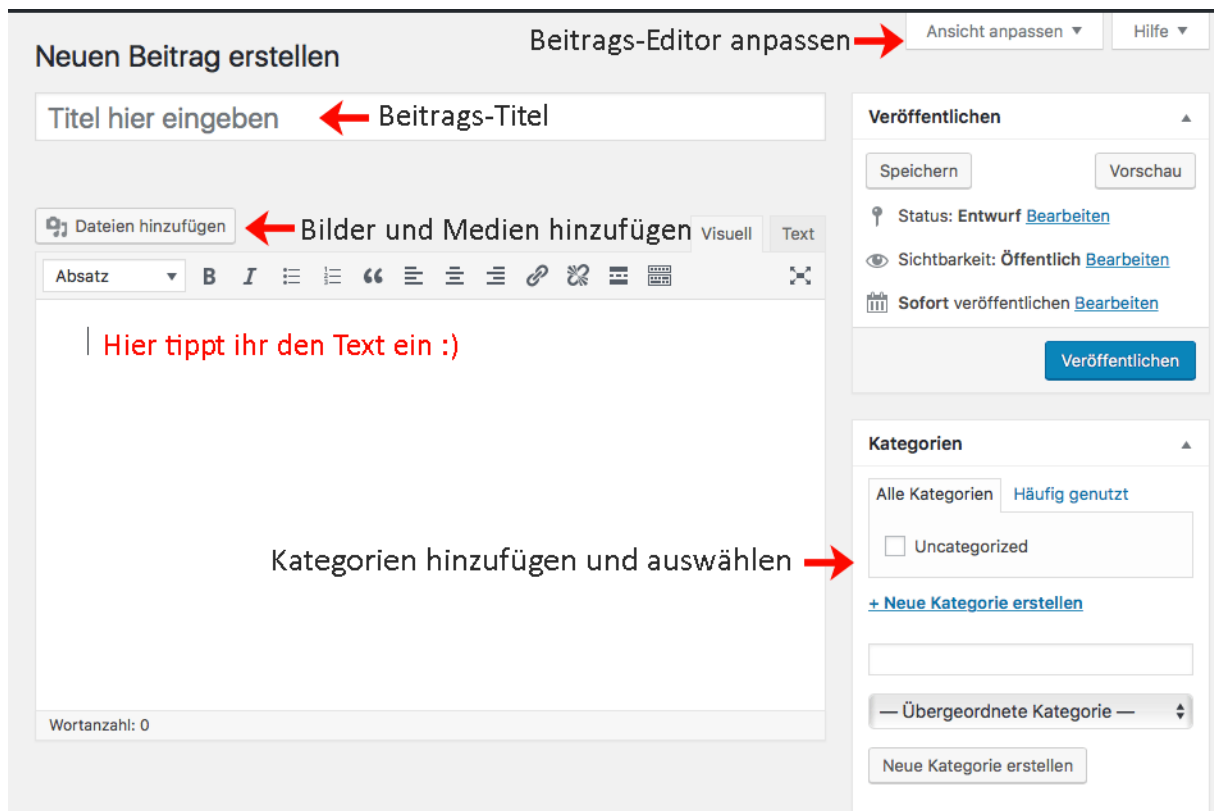 Beitrags-Editor anpassen
Ansicht anpassen
Hilfe
Neuen Beitrag erstellen
Titel hier eingeben
Beitrags-Titel
Dateien hinzufügen
Bilder und Medien hinzufügen
Visuell
Text
Absatz
B I
Hier tippt ihr den Text ein :)
Kategorien hinzufügen und auswählen
Wortanzahl: 0
Veröffentlichen
Speichern
Vorschau
Status: Entwurf Bearbeiten
Sichtbarkeit: Öffentlich Bearbeiten
Sofort veröffentlichen Bearbeiten
Veröffentlichen
Kategorien
Alle Kategorien
Häufig genutzt
Uncategorized
+ Neue Kategorie erstellen
— Übergeordnete Kategorie —
Neue Kategorie erstellen